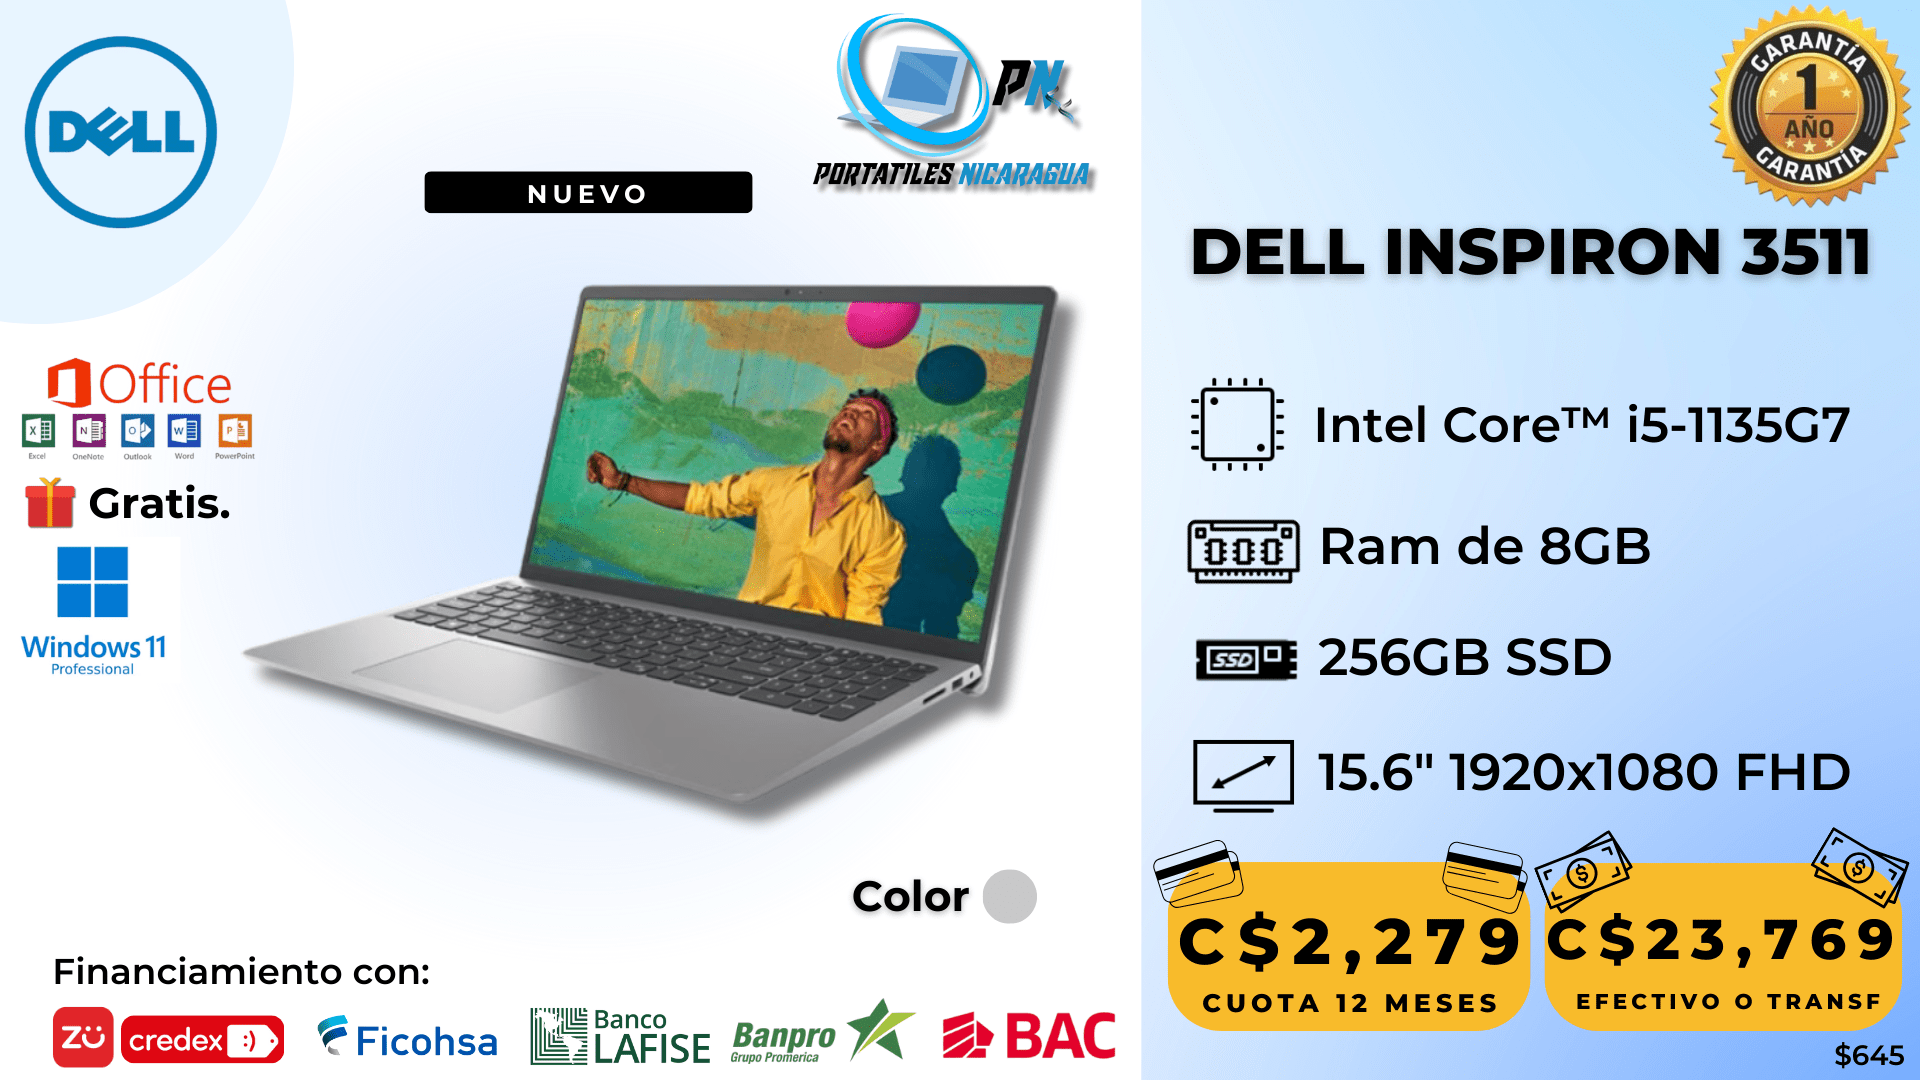 DELL
PN
PORTATILES NICARAGUA
NUEVO
Office
Excel
OneNote
Outlook
Word
PowerPoint
Gratis.
Windows 11
Professional
Color
Financiamiento con:
zū
credex :)
Ficohsa
Banco
LAFISE
Banpro
Grupo Promerica
BAC
GARANTÍA
1
AÑO
GARANTÍA
DELL INSPIRON 3511
Intel Core™ i5-1135G7
Ram de 8GB
SSD
256GB SSD
15.6" 1920x1080 FHD
C$2,279
CUOTA 12 MESES
C$23,769
EFECTIVO O TRANSF
$645